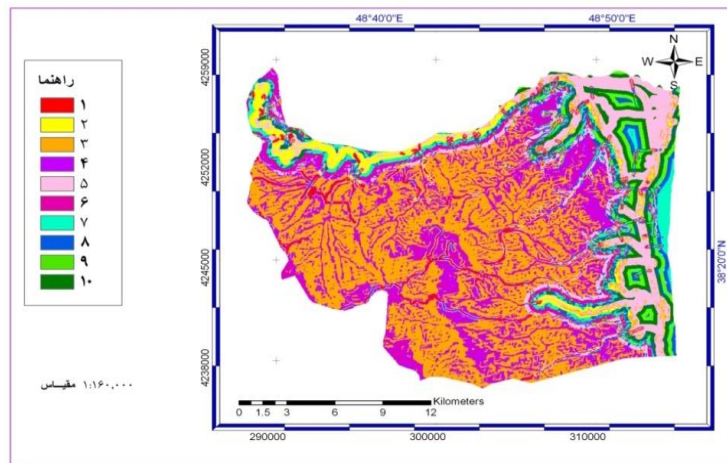 48°40'0"E 48°50'0"E
N
W E
S
راهنما
۱
۲
۳
۴
۵
۶
۷
۸
۹
۱۰
4259000
4252000
4245000
4238000
38°20'0"N
مقیاس ۱:۱۶۰,۰۰۰
Kilometers
0 1.5 3 6 9 12
290000 300000 310000